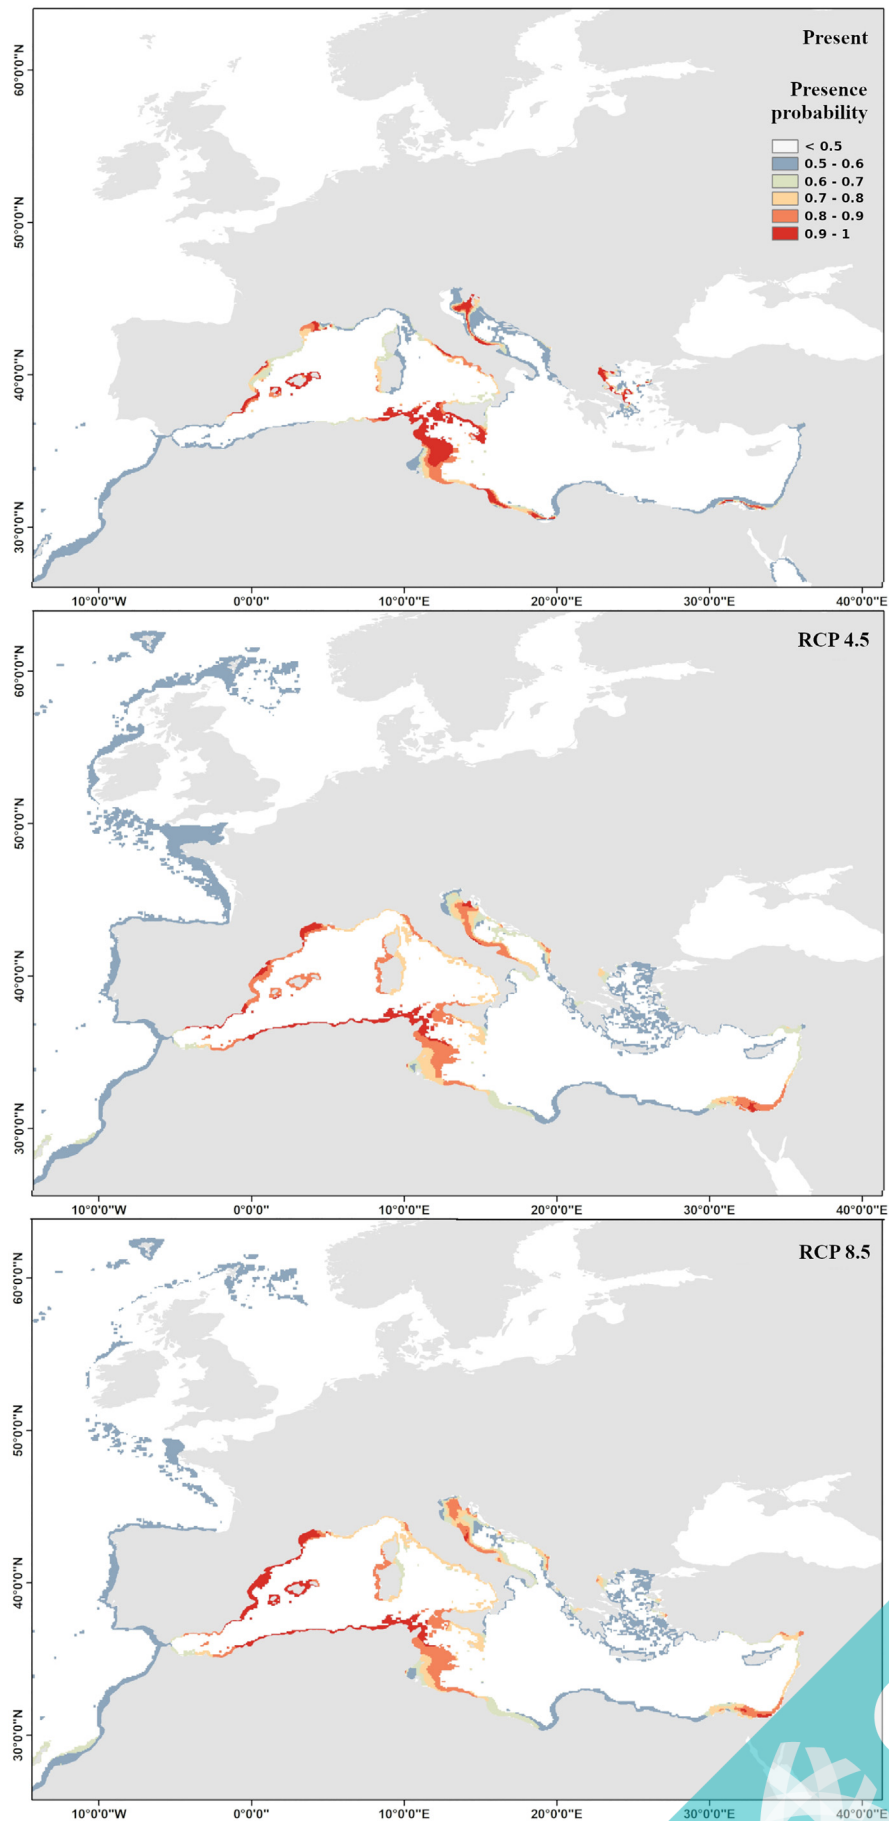 Present
Presence
probability
< 0.5
0.5 - 0.6
0.6 - 0.7
0.7 - 0.8
0.8 - 0.9
0.9 - 1
60°0'0"N
50°0'0"N
40°0'0"N
30°0'0"N
10°0'0"W
0°0'0"
10°0'0"E
20°0'0"E
30°0'0"E
40°0'0"E
RCP 4.5
60°0'0"N
50°0'0"N
40°0'0"N
30°0'0"N
10°0'0"W
0°0'0"
10°0'0"E
20°0'0"E
30°0'0"E
40°0'0"E
RCP 8.5
60°0'0"N
50°0'0"N
40°0'0"N
30°0'0"N
10°0'0"W
0°0'0"
10°0'0"E
20°0'0"E
30°0'0"E
40°0'0"E